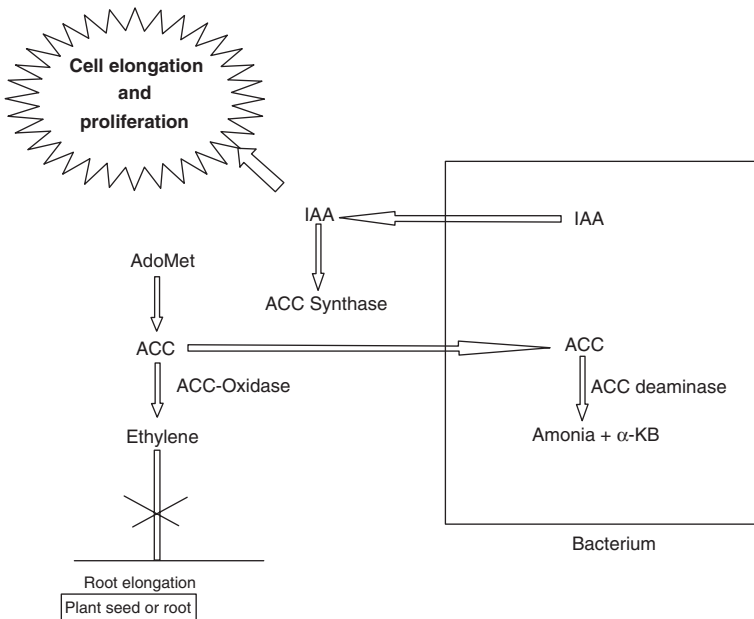 Cell elongation
and
proliferation
IAA
IAA
AdoMet
ACC Synthase
ACC
ACC
ACC-Oxidase
ACC deaminase
Ethylene
Amonia + α-KB
Bacterium
Root elongation
Plant seed or root